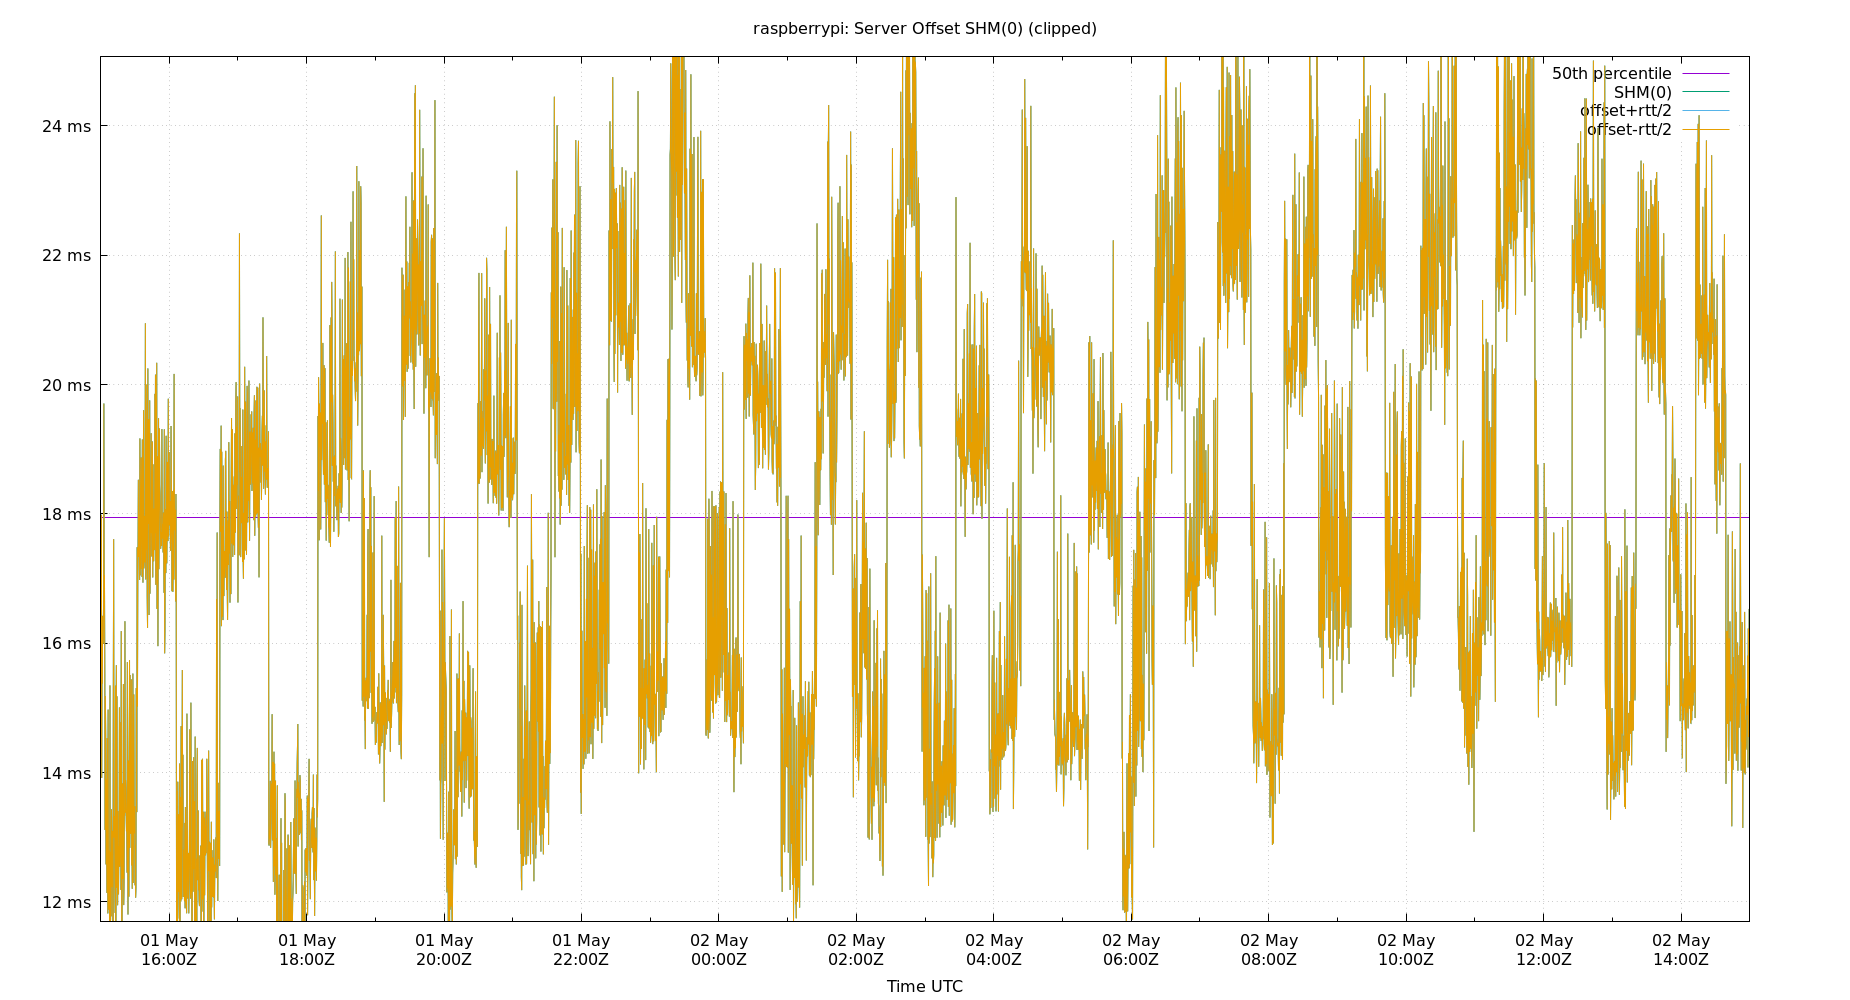 raspberrypi: Server Offset SHM(0) (clipped)
50th percentile
SHM(0)
offset+rtt/2
offset-rtt/2
24 ms
22 ms
20 ms
18 ms
16 ms
14 ms
12 ms
01 May 01 May 01 May 01 May 02 May 02 May 02 May 02 May 02 May 02 May 02 May 02 May
16:00Z 18:00Z 20:00Z 22:00Z 00:00Z 02:00Z 04:00Z 06:00Z 08:00Z 10:00Z 12:00Z 14:00Z
Time UTC